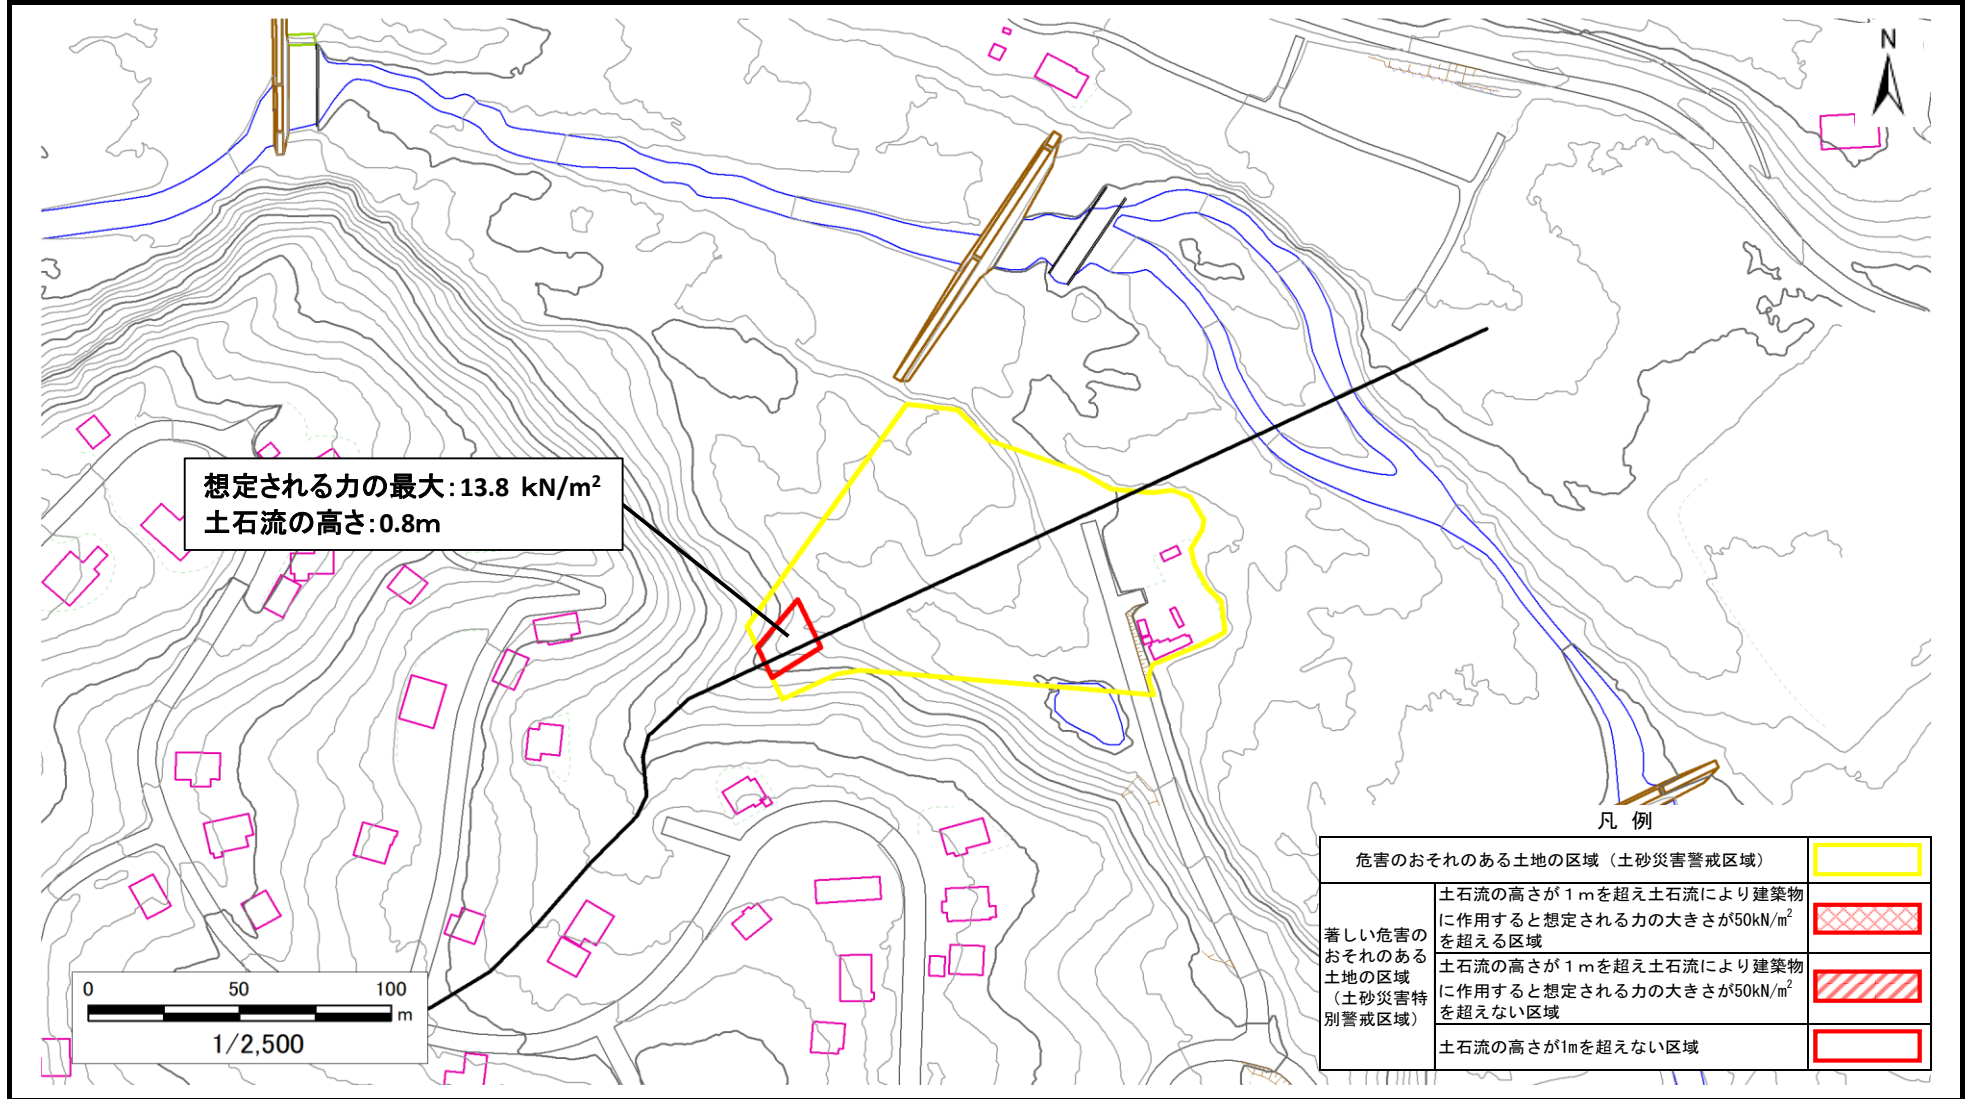 N
想定される力の最大：13.8 kN/m²
土石流の高さ：0.8m
凡 例
危害のおそれのある土地の区域（土砂災害警戒区域）
著しい危害の
おそれのある
土地の区域
（土砂災害特
別警戒区域）
土石流の高さが１ｍを超え土石流により建築物
に作用すると想定される力の大きさが50kN/㎡
を超える区域
土石流の高さが１ｍを超え土石流により建築物
に作用すると想定される力の大きさが50kN/㎡
を超えない区域
土石流の高さが1mを超えない区域
0 50 100
m
1/2,500